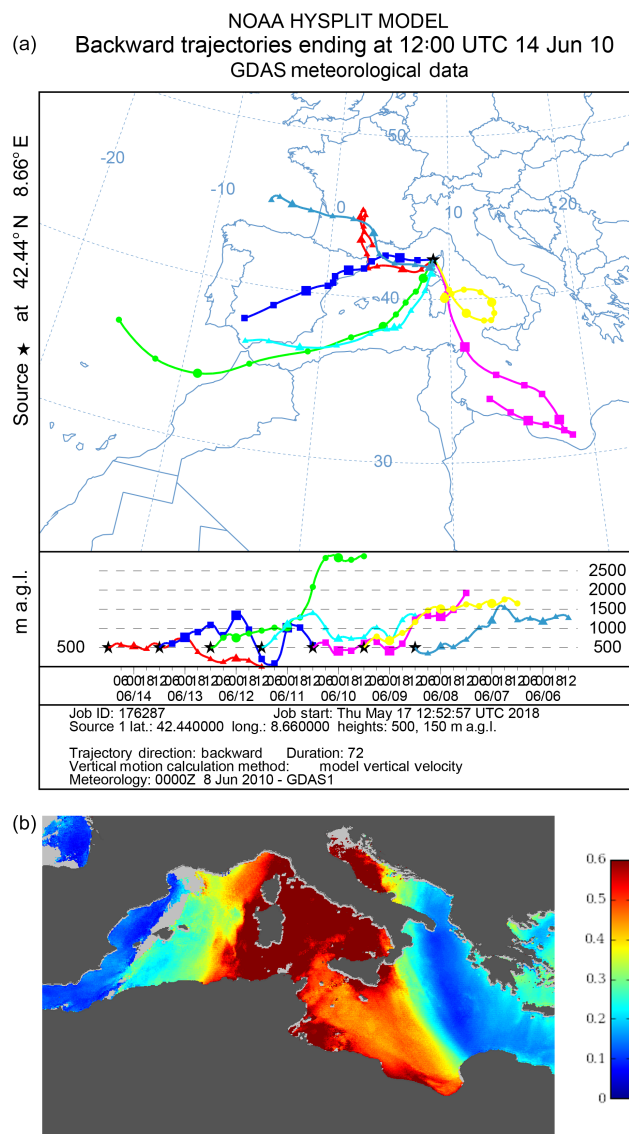 NOAA HYSPLIT MODEL
(a) Backward trajectories ending at 12:00 UTC 14 Jun 10
GDAS meteorological data
Source ★ at 42.44° N 8.66° E
-20
-10
0
10
20
50
40
30
m a.g.l.
500
2500
2000
1500
1000
500
06/14 06/13 06/12 06/11 06/10 06/09 06/08 06/07 06/06
Job ID: 176287 Job start: Thu May 17 12:52:57 UTC 2018
Source 1 lat.: 42.440000 long.: 8.660000 heights: 500, 150 m a.g.l.
Trajectory direction: backward Duration: 72
Vertical motion calculation method: model vertical velocity
Meteorology: 0000Z 8 Jun 2010 - GDAS1
(b)
0.6
0.5
0.4
0.3
0.2
0.1
0